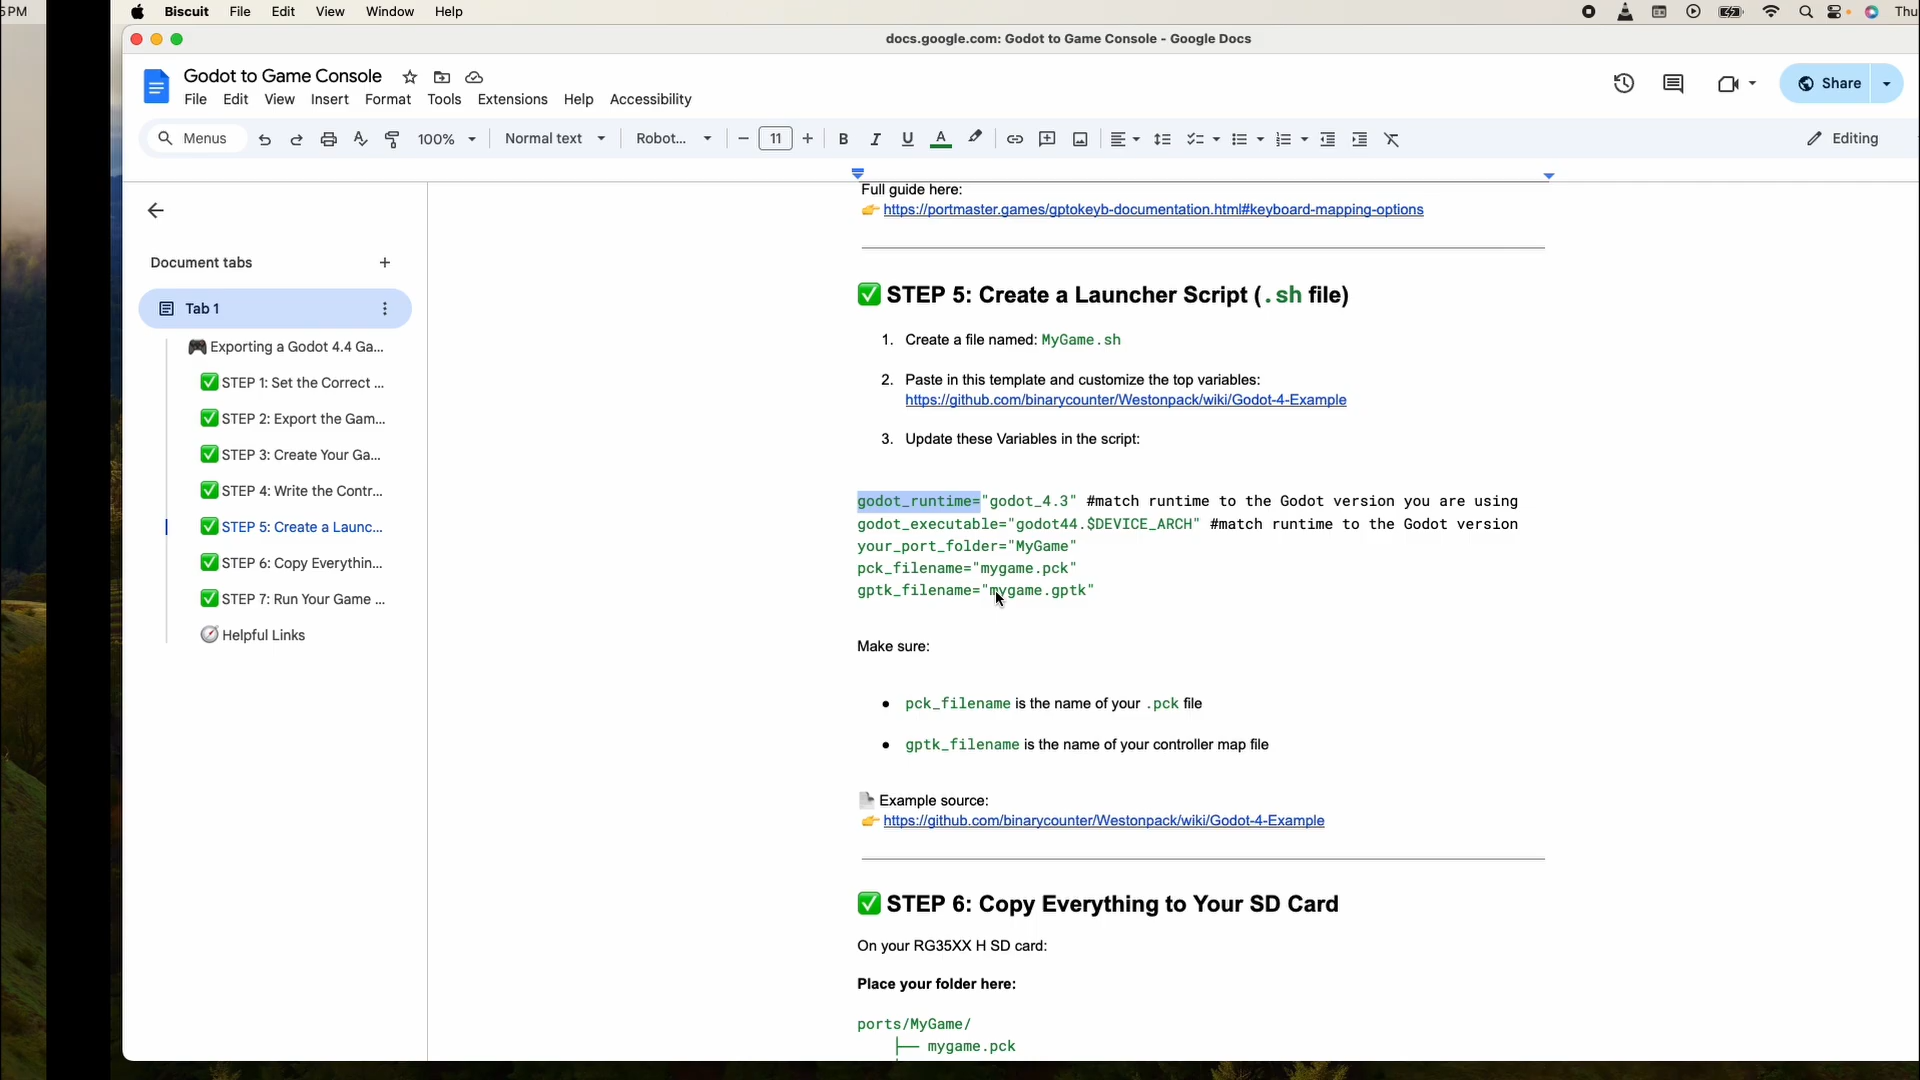 5PM
Biscuit File Edit View Window Help
Thu
docs.google.com: Godot to Game Console - Google Docs
Godot to Game Console
File Edit View Insert Format Tools Extensions Help Accessibility
Share
Menus 100% Normal text Robot... 11 Editing
Document tabs
Tab 1
🎮 Exporting a Godot 4.4 Ga...
✅ STEP 1: Set the Correct ...
✅ STEP 2: Export the Gam...
✅ STEP 3: Create Your Ga...
✅ STEP 4: Write the Contr...
✅ STEP 5: Create a Launc...
✅ STEP 6: Copy Everythin...
✅ STEP 7: Run Your Game ...
🧭 Helpful Links
Full guide here:
👉 https://portmaster.games/gptokeyb-documentation.html#keyboard-mapping-options
✅ STEP 5: Create a Launcher Script (.sh file)
1. Create a file named: MyGame.sh
2. Paste in this template and customize the top variables:
https://github.com/binarycounter/Westonpack/wiki/Godot-4-Example
3. Update these Variables in the script:
godot_runtime="godot_4.3" #match runtime to the Godot version you are using
godot_executable="godot44.$DEVICE_ARCH" #match runtime to the Godot version
your_port_folder="MyGame"
pck_filename="mygame.pck"
gptk_filename="mygame.gptk"
Make sure:
● pck_filename is the name of your .pck file
● gptk_filename is the name of your controller map file
Example source:
👉 https://github.com/binarycounter/Westonpack/wiki/Godot-4-Example
✅ STEP 6: Copy Everything to Your SD Card
On your RG35XX H SD card:
Place your folder here:
ports/MyGame/
├── mygame.pck